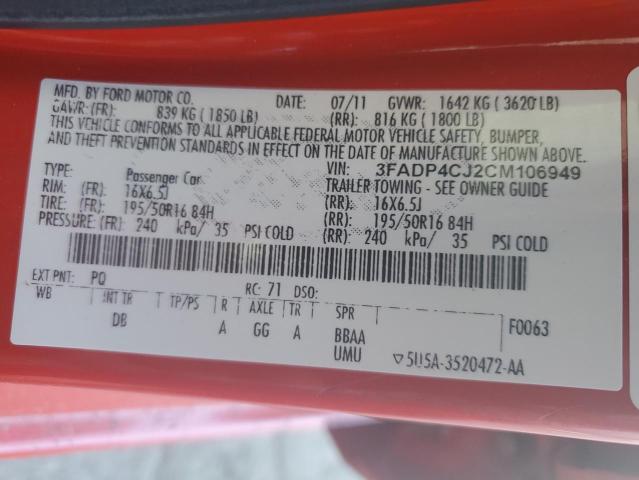 MFD. BY FORD MOTOR CO. DATE: 07/11 GVWR: 1642 KG ( 3620 LB)
GAWR: (FR): 839 KG ( 1850 LB) (RR): 816 KG ( 1800 LB)
THIS VEHICLE CONFORMS TO ALL APPLICABLE FEDERAL MOTOR VEHICLE SAFETY, BUMPER,
AND THEFT PREVENTION STANDARDS IN EFFECT ON THE DATE OF MANUFACTURE SHOWN ABOVE.
VIN: 3FADP4CJ2CM106949
TYPE: Passenger Car TRAILER TOWING - SEE OWNER GUIDE
RIM: (FR): 16X6.5J (RR): 16X6.5J
TIRE: (FR): 195/50R16 84H (RR): 195/50R16 84H
PRESSURE: (FR): 240 kPa/ 35 PSI COLD (RR): 240 kPa/ 35 PSI COLD
EXT PNT: PQ RC: 71 DSO:
WB INT TR TP/PS R AXLE TR SPR
DB A GG A BBAA F0063
UMU ▽5U5A-3520472-AA